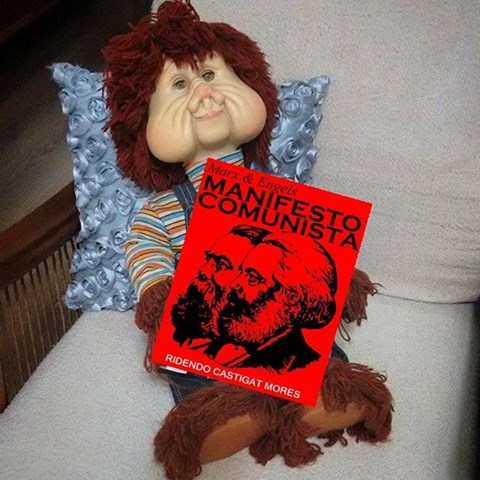 Marx & Engels
MANIFESTO
COMUNISTA
RIDENDO CASTIGAT MORES